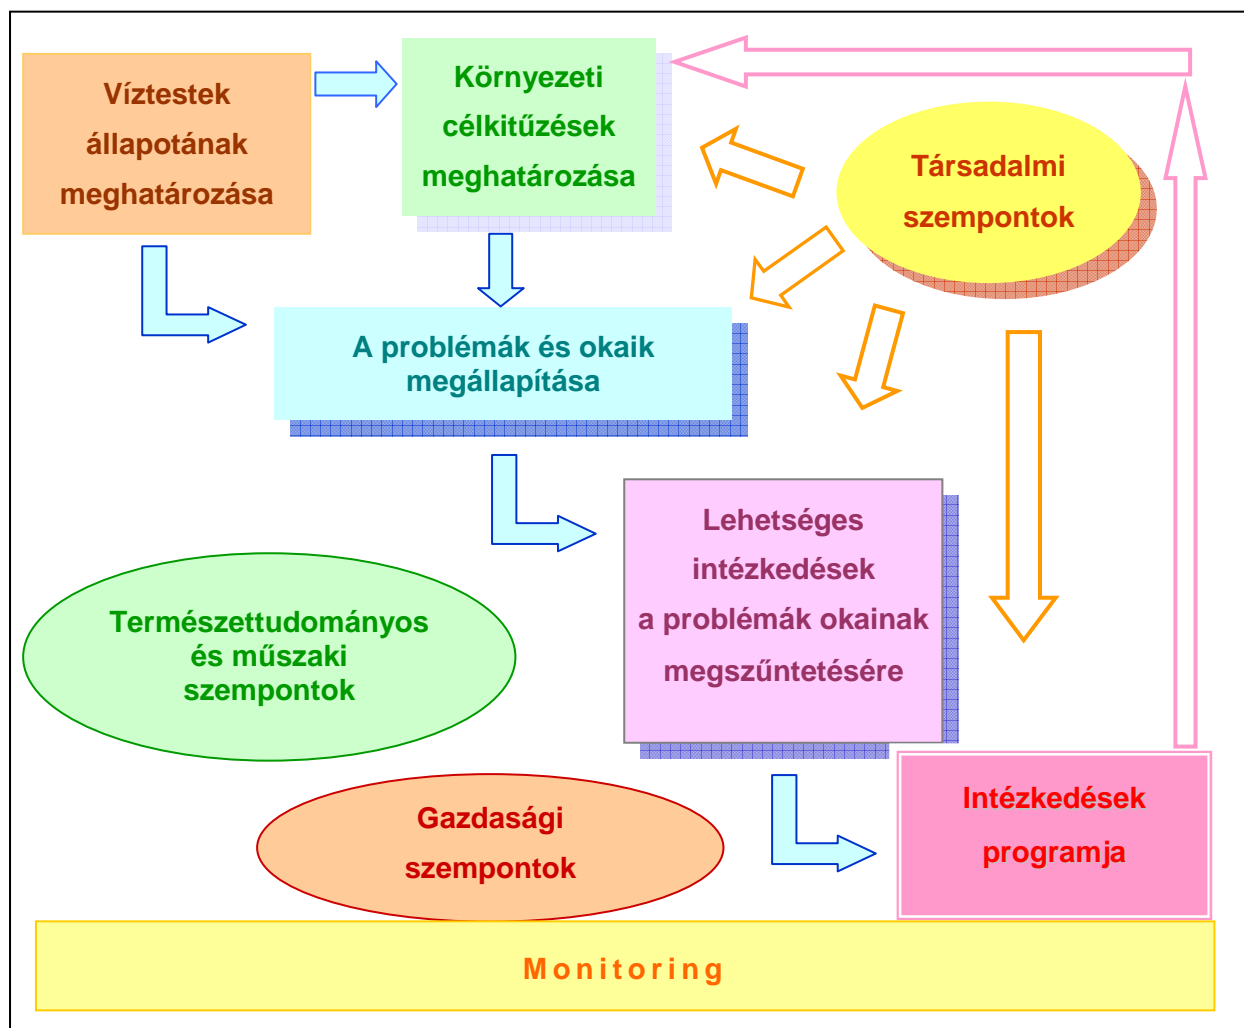 Víztestek
állapotának
meghatározása
Környezeti
célkitűzések
meghatározása
Társadalmi
szempontok
A problémák és okaik
megállapítása
Lehetséges
intézkedések
a problémák okainak
megszűntetésére
Természettudományos
és műszaki
szempontok
Gazdasági
szempontok
Intézkedések
programja
Monitoring